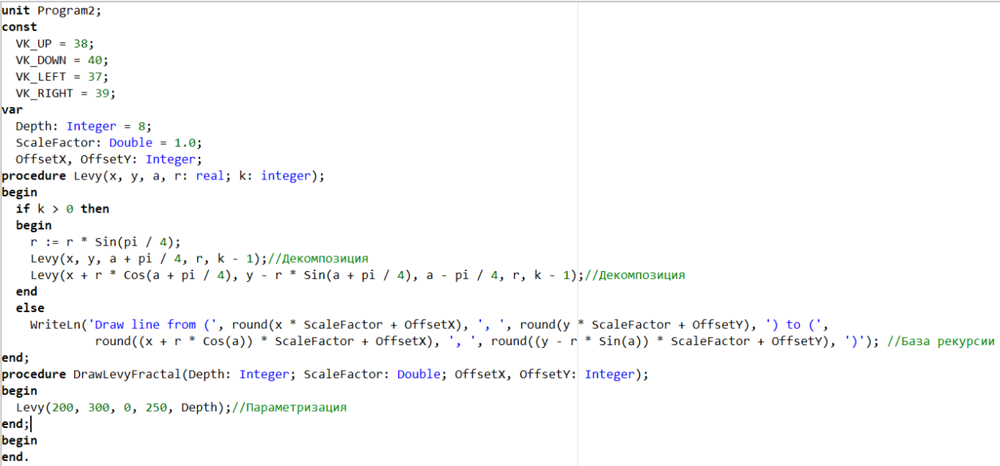 unit Program2;
const
  VK_UP = 38;
  VK_DOWN = 40;
  VK_LEFT = 37;
  VK_RIGHT = 39;
var
  Depth: Integer = 8;
  ScaleFactor: Double = 1.0;
  OffsetX, OffsetY: Integer;
procedure Levy(x, y, a, r: real; k: integer);
begin
  if k > 0 then
  begin
    r := r * Sin(pi / 4);
    Levy(x, y, a + pi / 4, r, k - 1);//Декомпозиция
    Levy(x + r * Cos(a + pi / 4), y - r * Sin(a + pi / 4), a - pi / 4, r, k - 1);//Декомпозиция
  end
  else
    WriteLn('Draw line from (', round(x * ScaleFactor + OffsetX), ', ', round(y * ScaleFactor + OffsetY), ') to (',
             round((x + r * Cos(a)) * ScaleFactor + OffsetX), ', ', round((y - r * Sin(a)) * ScaleFactor + OffsetY), ')'); //База рекурсии
end;
procedure DrawLevyFractal(Depth: Integer; ScaleFactor: Double; OffsetX, OffsetY: Integer);
begin
  Levy(200, 300, 0, 250, Depth);//Параметризация
end;
begin
end.